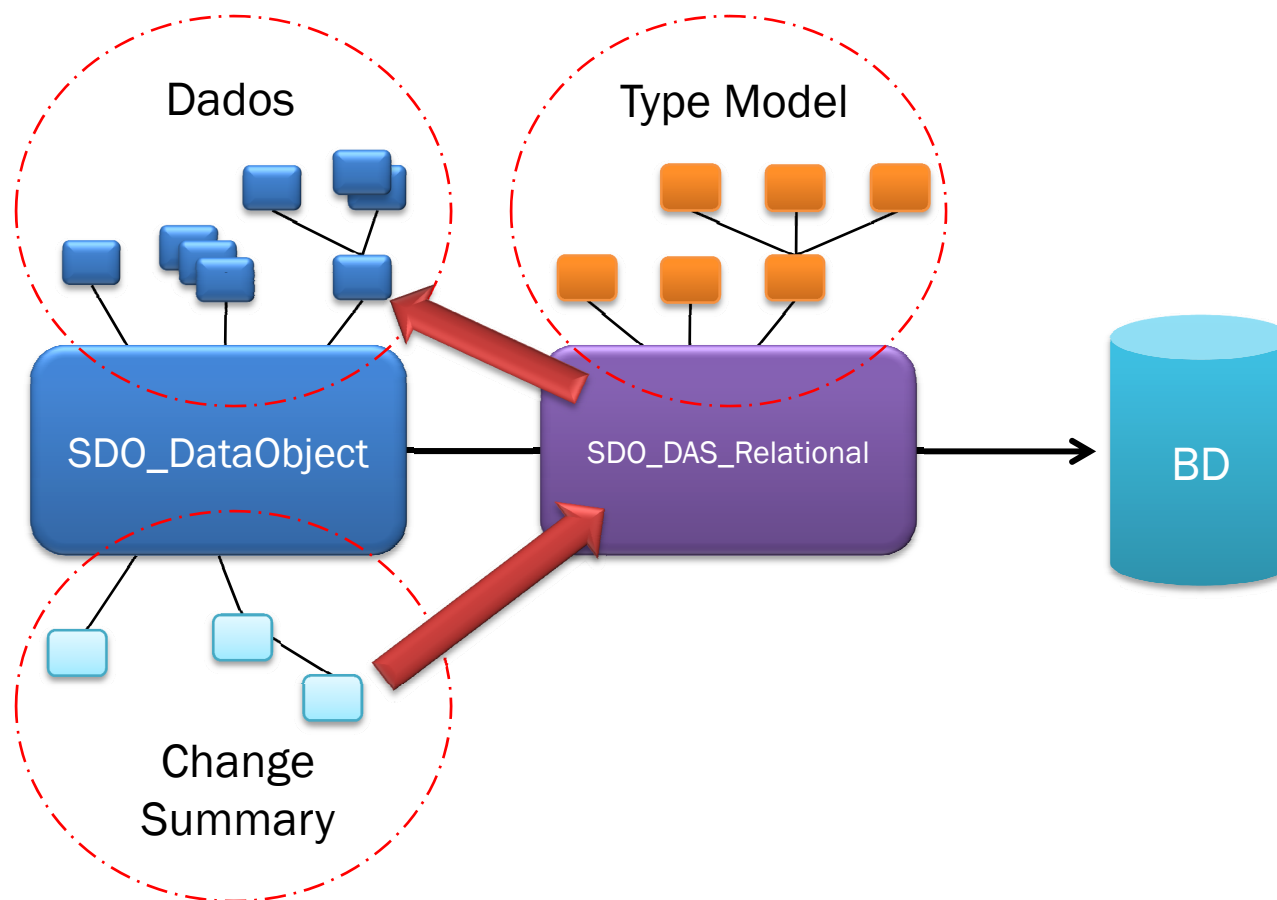 Dados
Type Model
SDO_DataObject
SDO_DAS_Relational
BD
Change
Summary